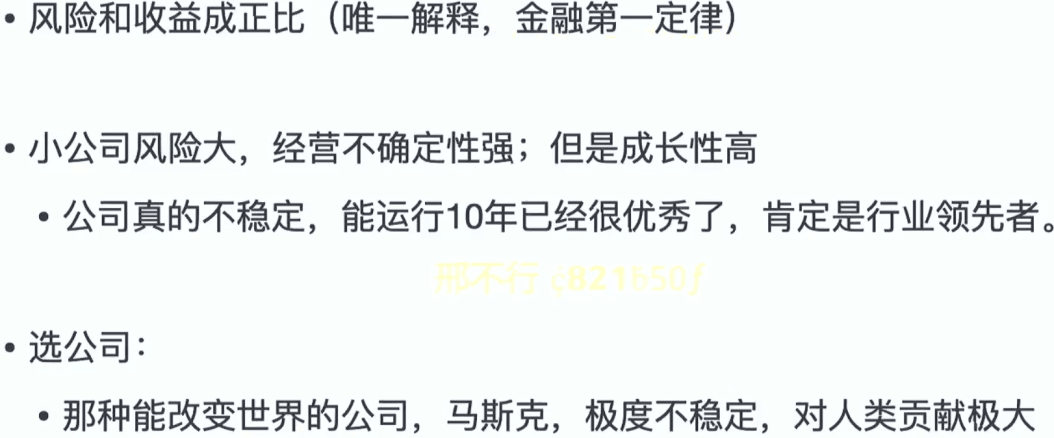 • 风险和收益成正比（唯一解释，金融第一定律）
• 小公司风险大，经营不确定性强；但是成长性高
• 公司真的不稳定，能运行10年已经很优秀了，肯定是行业领先者。
邢不行
• 选公司：
• 那种能改变世界的公司，马斯克，极度不稳定，对人类贡献极大